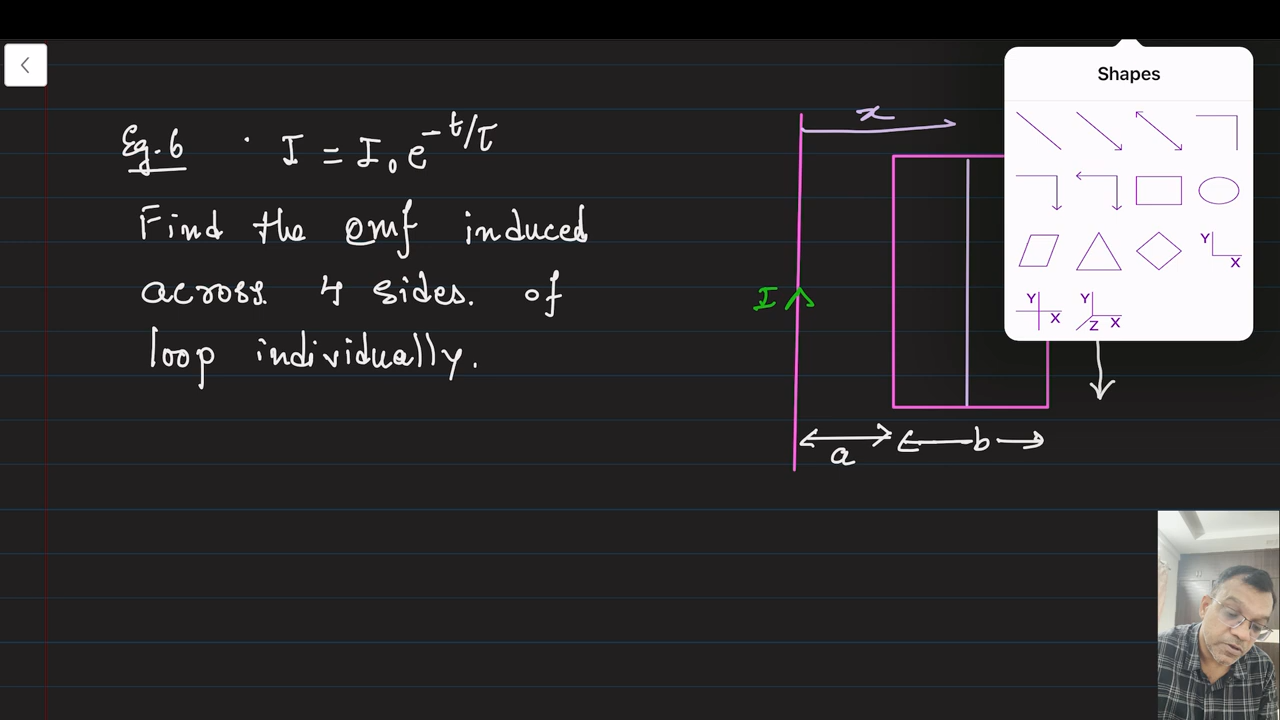 Eg.6 I = I₀e^(-t/τ)
Find the emf induced
across 4 sides. of
loop individually.
x
I
a
b
Shapes
Y
X
Y
X
Y
Z X